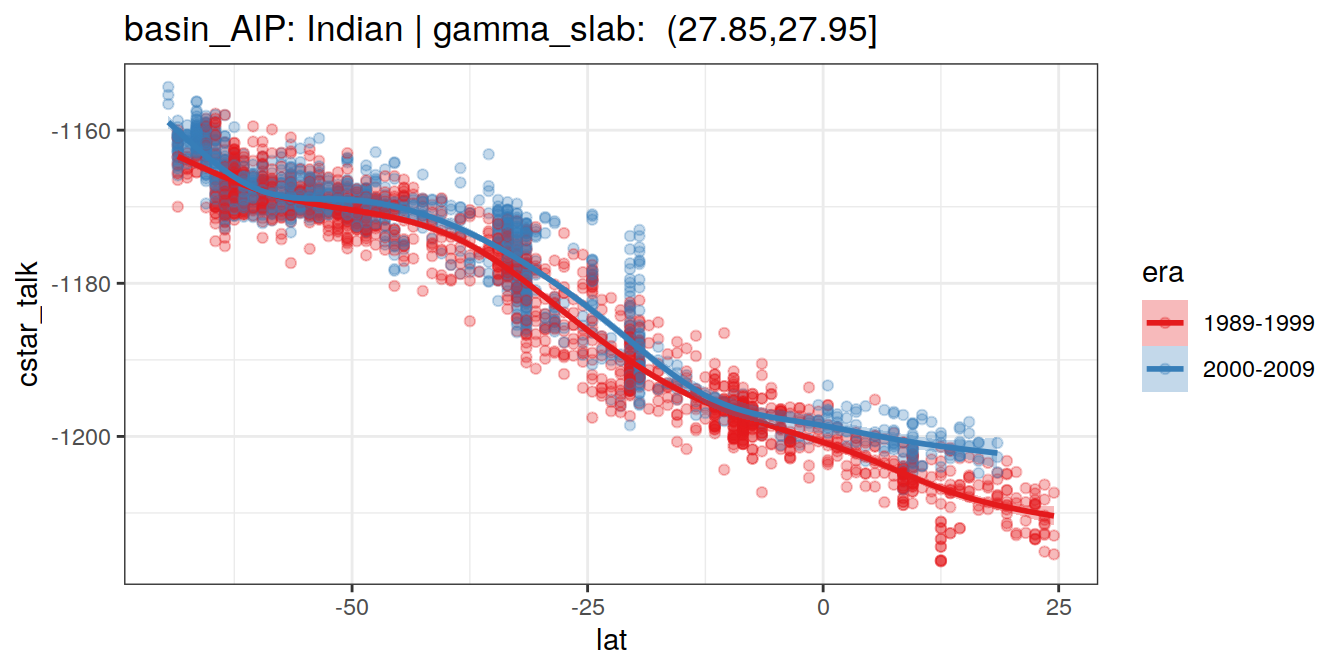 basin_AIP: Indian | gamma_slab:  (27.85,27.95]
-1160
-1180
-1200
cstar_talk
-50
-25
0
25
lat
era
1989-1999
2000-2009